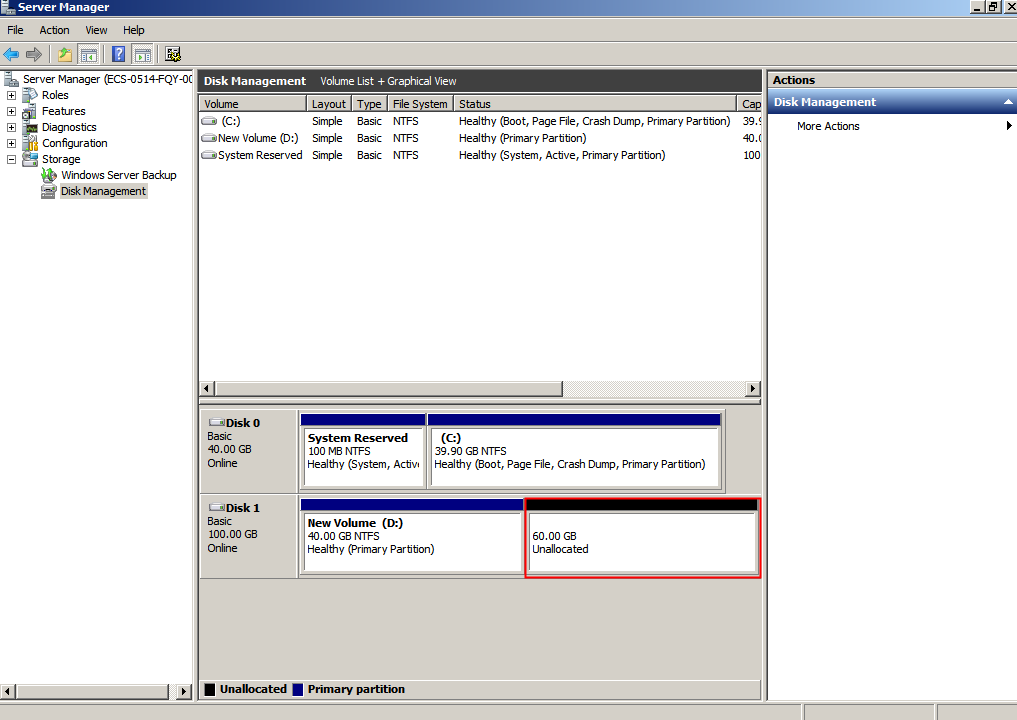 Server Manager
File Action View Help
Server Manager (ECS-0514-FQY-00
Roles
Features
Diagnostics
Configuration
Storage
Windows Server Backup
Disk Management
Disk Management Volume List + Graphical View
Volume Layout Type File System Status Cap
(C:) Simple Basic NTFS Healthy (Boot, Page File, Crash Dump, Primary Partition) 39.9
New Volume (D:) Simple Basic NTFS Healthy (Primary Partition) 40.0
System Reserved Simple Basic NTFS Healthy (System, Active, Primary Partition) 100
Disk 0
Basic
40.00 GB
Online
System Reserved
100 MB NTFS
Healthy (System, Activ
(C:)
39.90 GB NTFS
Healthy (Boot, Page File, Crash Dump, Primary Partition)
Disk 1
Basic
100.00 GB
Online
New Volume (D:)
40.00 GB NTFS
Healthy (Primary Partition)
60.00 GB
Unallocated
Unallocated Primary partition
Actions
Disk Management
More Actions